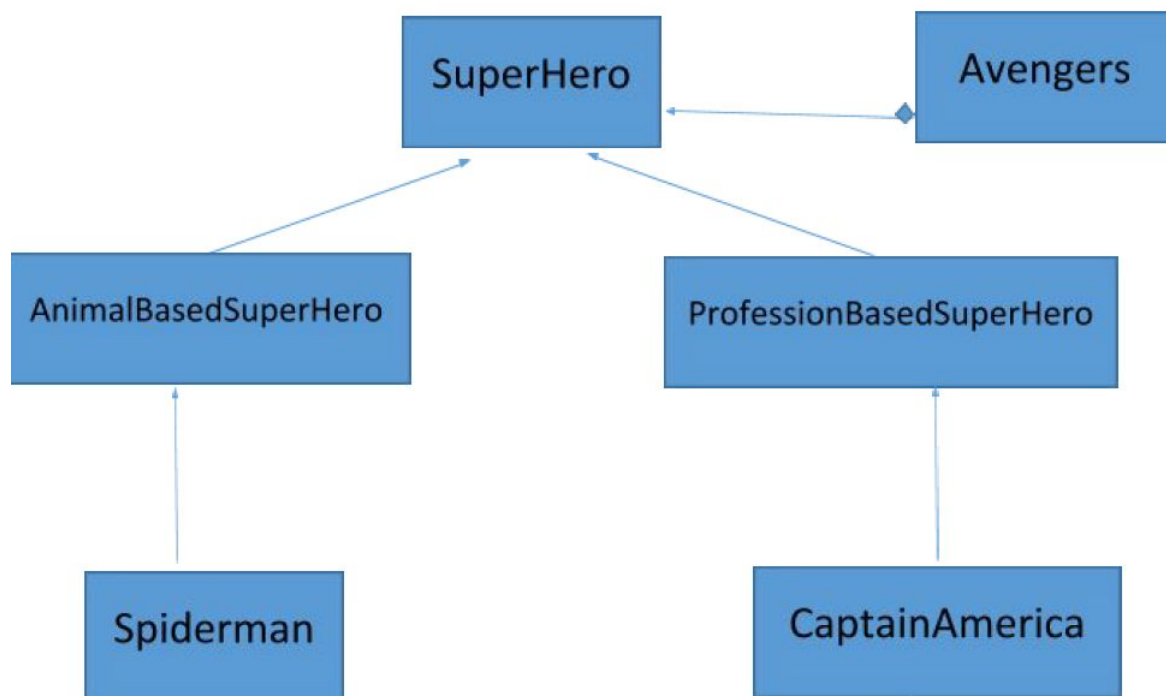 SuperHero
Avengers
AnimalBasedSuperHero
ProfessionBasedSuperHero
Spiderman
CaptainAmerica